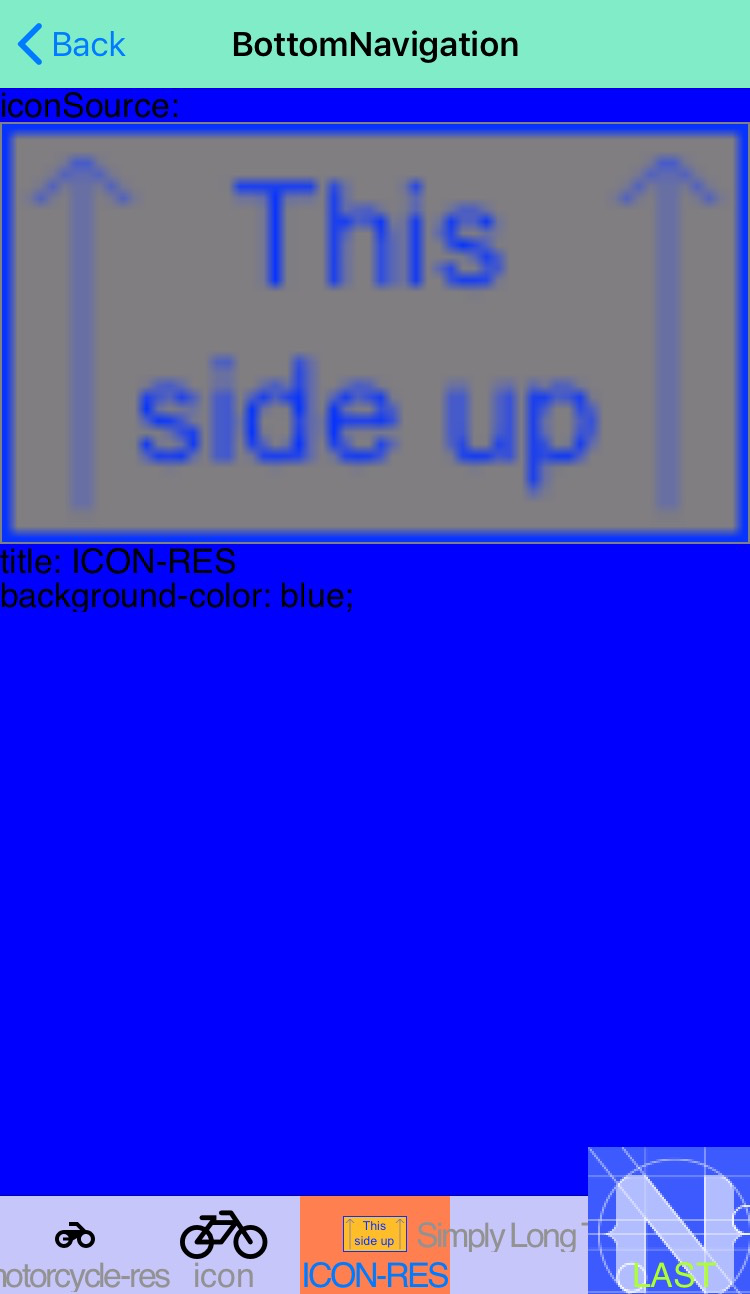 Back
BottomNavigation
iconSource:
This
side up
title: ICON-RES
background-color: blue;
This
side up
Simply Long
otorcycle-res
icon
ICON-RES
LAST